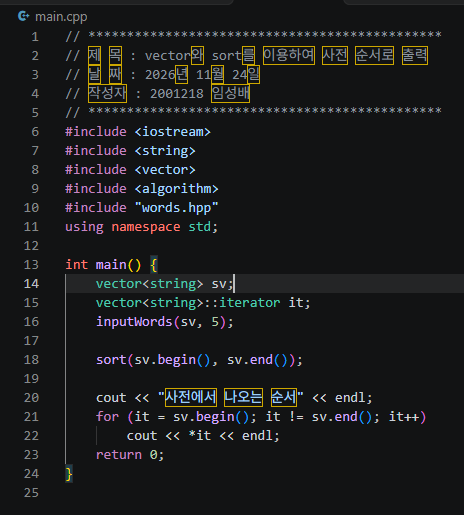 main.cpp
1 // ********************************************
2 // 제 목 : vector와 sort를 이용하여 사전 순서로 출력
3 // 날 짜 : 2026년 11월 24일
4 // 작성자 : 2001218 임성배
5 // ********************************************
6 #include <iostream>
7 #include <string>
8 #include <vector>
9 #include <algorithm>
10 #include "words.hpp"
11 using namespace std;
12
13 int main() {
14     vector<string> sv;
15     vector<string>::iterator it;
16     inputWords(sv, 5);
17
18     sort(sv.begin(), sv.end());
19
20     cout << "사전에서 나오는 순서" << endl;
21     for (it = sv.begin(); it != sv.end(); it++)
22         cout << *it << endl;
23     return 0;
24 }
25